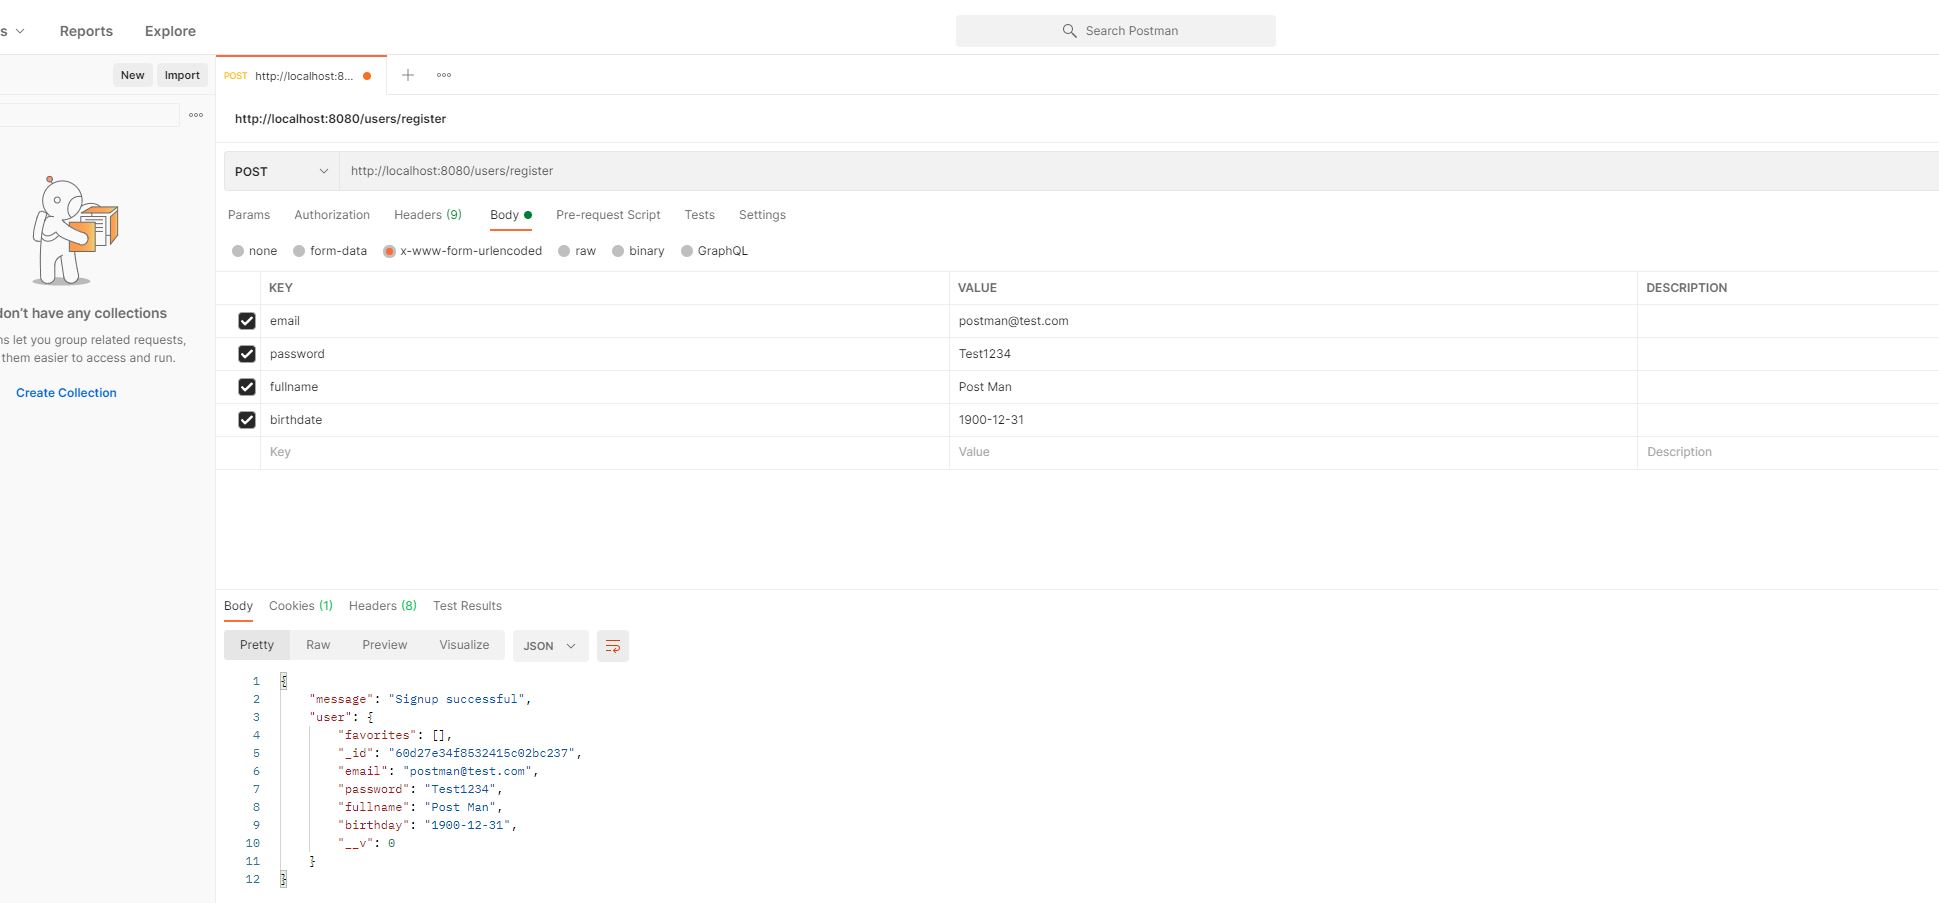 s Reports Explore Search Postman
New Import POST http://localhost:8...
http://localhost:8080/users/register
POST http://localhost:8080/users/register
Params Authorization Headers (9) Body Pre-request Script Tests Settings
none form-data x-www-form-urlencoded raw binary GraphQL
KEY VALUE DESCRIPTION
email postman@test.com
password Test1234
fullname Post Man
birthdate 1900-12-31
Key Value Description
don't have any collections
ns let you group related requests,
them easier to access and run.
Create Collection
Body Cookies (1) Headers (8) Test Results
Pretty Raw Preview Visualize JSON
1 {
2 "message": "Signup successful",
3 "user": {
4 "favorites": [],
5 "_id": "60d27e34f8532415c02bc237",
6 "email": "postman@test.com",
7 "password": "Test1234",
8 "fullname": "Post Man",
9 "birthday": "1900-12-31",
10 "__v": 0
11 }
12 }